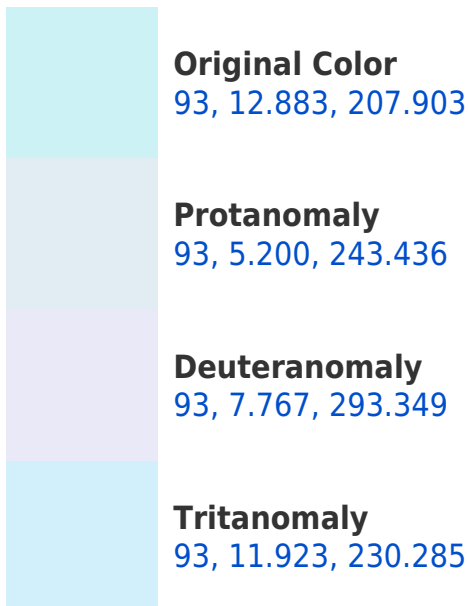 Original Color
93, 12.883, 207.903
Protanomaly
93, 5.200, 243.436
Deuteranomaly
93, 7.767, 293.349
Tritanomaly
93, 11.923, 230.285